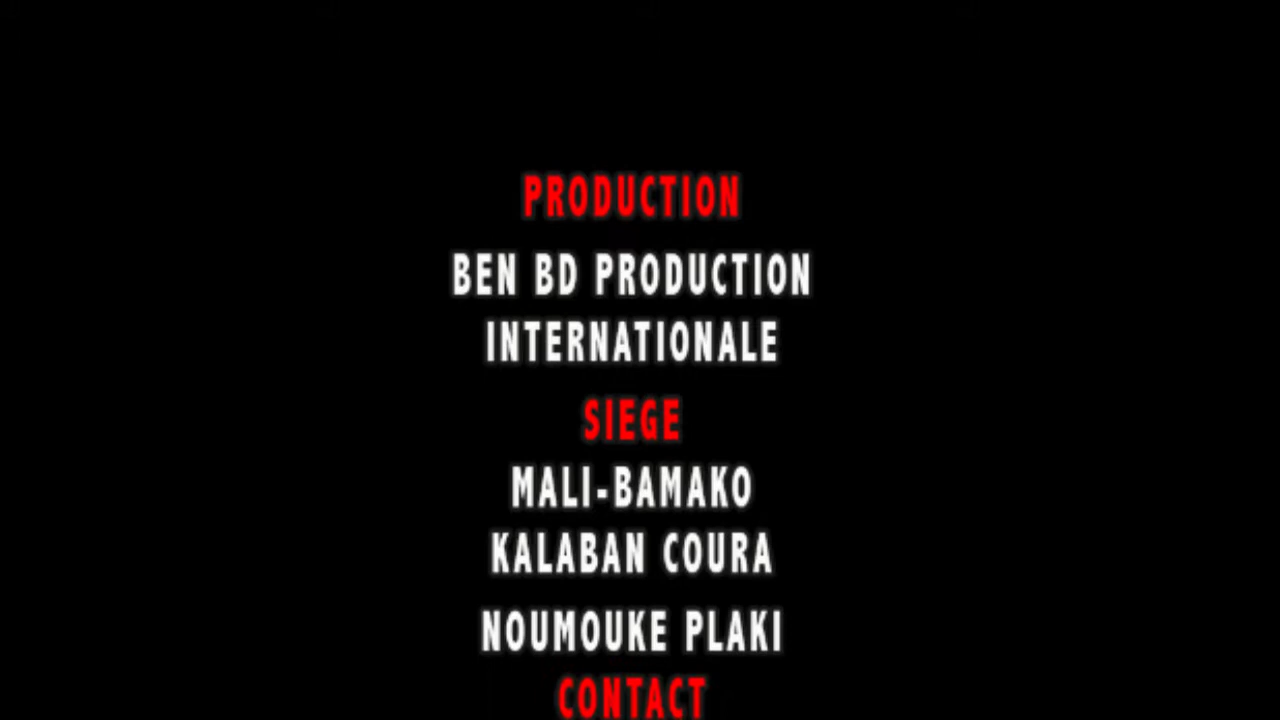 PRODUCTION
BEN BD PRODUCTION
INTERNATIONALE
SIEGE
MALI-BAMAKO
KALABAN COURA
NOUMOUKE PLAKI
CONTACT